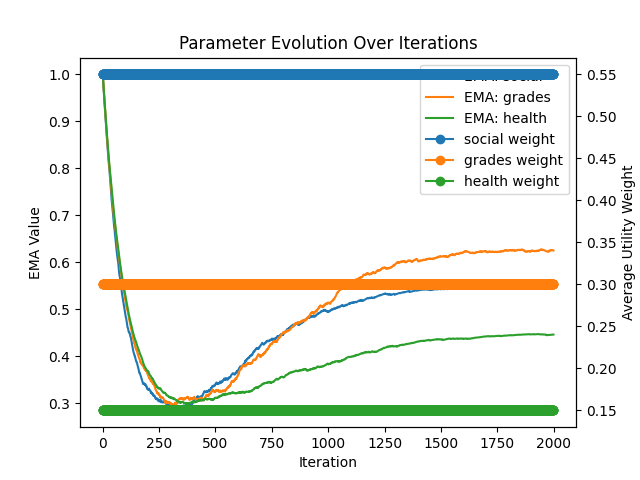 Parameter Evolution Over Iterations
EMA Value
1.0
0.9
0.8
0.7
0.6
0.5
0.4
0.3
0
250
500
750
1000
1250
1500
1750
2000
Iteration
0.55
0.50
0.45
0.40
0.35
0.30
0.25
0.20
0.15
Average Utility Weight
EMA: social
EMA: grades
EMA: health
social weight
grades weight
health weight